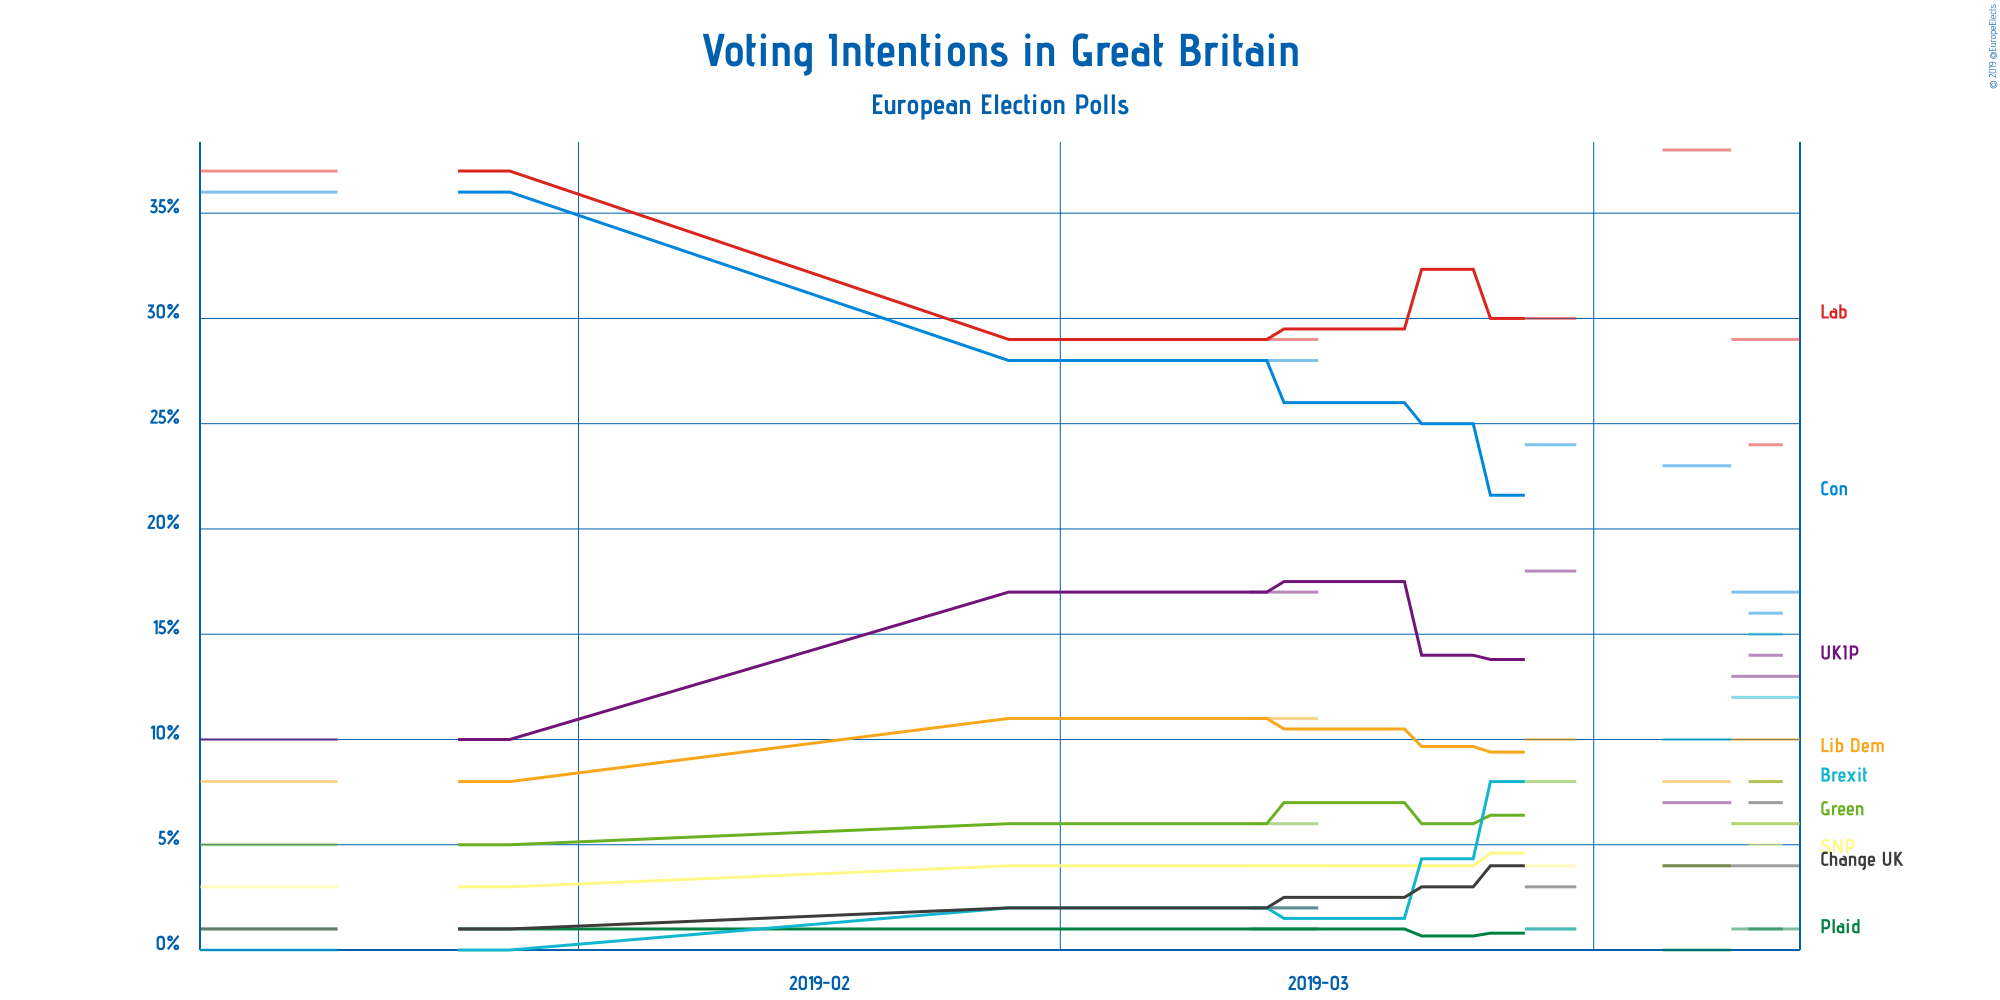 © 2019 @EuropeElects
Voting Intentions in Great Britain
European Election Polls
35%
30%
25%
20%
15%
10%
5%
0%
Lab
Con
UKIP
Lib Dem
Brexit
Green
SNP
Change UK
Plaid
2019-02
2019-03